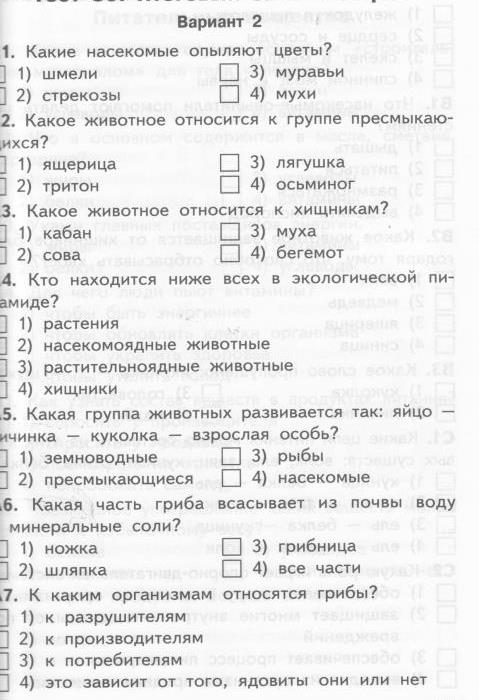 Вариант 2
1. Какие насекомые опыляют цветы?
1) шмели
3) муравьи
2) стрекозы
4) мухи
2. Какое животное относится к группе пресмыкаю-
ихся?
1) ящерица
3) лягушка
2) тритон
4) осьминог
3. Какое животное относится к хищникам?
1) кабан
3) муха
2) сова
4) бегемот
4. Кто находится ниже всех в экологической пи-
амиде?
1) растения
2) насекомоядные животные
3) растительноядные животные
4) хищники
5. Какая группа животных развивается так: яйцо —
ичинка — куколка — взрослая особь?
1) земноводные
3) рыбы
2) пресмыкающиеся
4) насекомые
6. Какая часть гриба всасывает из почвы воду
минеральные соли?
1) ножка
3) грибница
2) шляпка
4) все части
7. К каким организмам относятся грибы?
1) к разрушителям
2) к производителям
3) к потребителям
4) это зависит от того, ядовиты они или нет